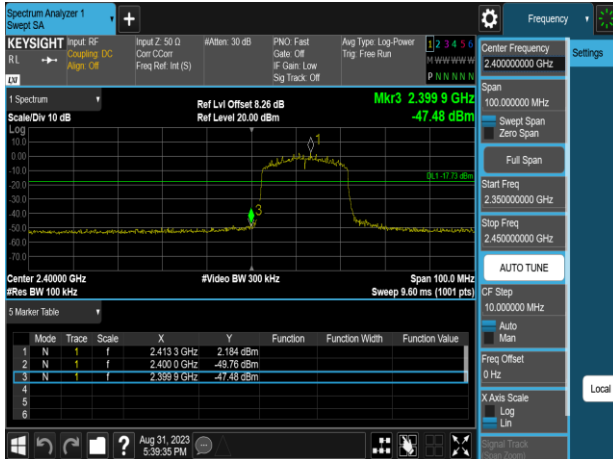 Spectrum Analyzer 1
Swept SA
+
Frequency
KEYSIGHT
RL
LXI
Input: RF
Coupling: DC
Align: Off
Input Z: 50 Ω
Corr CCorr
Freq Ref: Int (S)
#Atten: 30 dB
PNO: Fast
Gate: Off
IF Gain: Low
Sig Track: Off
Avg Type: Log-Power
Trig: Free Run
1 2 3 4 5 6
M W W W W W
P N N N N N
1 Spectrum
Scale/Div 10 dB
Ref Lvl Offset 8.26 dB
Ref Level 20.00 dBm
Mkr3 2.399 9 GHz
-47.48 dBm
Log
10.0
0.00
-10.0
-20.0
-30.0
-40.0
-50.0
-60.0
-70.0
1
3
DL1 -17.73 dBm
Center 2.40000 GHz
#Res BW 100 kHz
#Video BW 300 kHz
Span 100.0 MHz
Sweep 9.60 ms (1001 pts)
5 Marker Table
Mode Trace Scale X Y Function Function Width Function Value
1 N 1 f 2.413 3 GHz 2.184 dBm
2 N 1 f 2.400 0 GHz -49.76 dBm
3 N 1 f 2.399 9 GHz -47.48 dBm
4
5
6
?
Aug 31, 2023
5:39:35 PM
Center Frequency
2.400000000 GHz
Span
100.000000 MHz
Swept Span
Zero Span
Full Span
Start Freq
2.350000000 GHz
Stop Freq
2.450000000 GHz
AUTO TUNE
CF Step
10.000000 MHz
Auto
Man
Freq Offset
0 Hz
X Axis Scale
Log
Lin
Signal Track
(Span Zoom)
Settings
Local